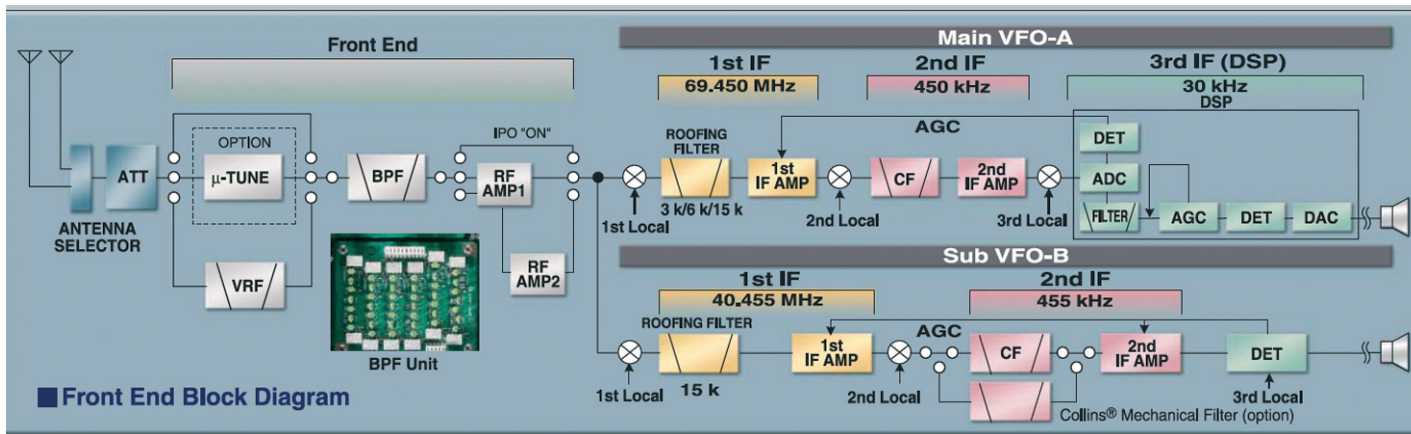 Front End
OPTION
μ-TUNE
ATT
ANTENNA
SELECTOR
VRF
BPF
IPO "ON"
RF
AMP1
RF
AMP2
BPF Unit
Front End Block Diagram
Main VFO-A
1st IF
69.450 MHz
2nd IF
450 kHz
3rd IF (DSP)
30 kHz
DSP
AGC
ROOFING
FILTER
3 k/6 k/15 k
1st Local
1st
IF AMP
2nd Local
CF
2nd
IF AMP
3rd Local
DET
ADC
FILTER
AGC
DET
DAC
Sub VFO-B
1st IF
40.455 MHz
2nd IF
455 kHz
ROOFING FILTER
15 k
1st Local
1st
IF AMP
AGC
2nd Local
CF
2nd
IF AMP
DET
3rd Local
Collins® Mechanical Filter (option)